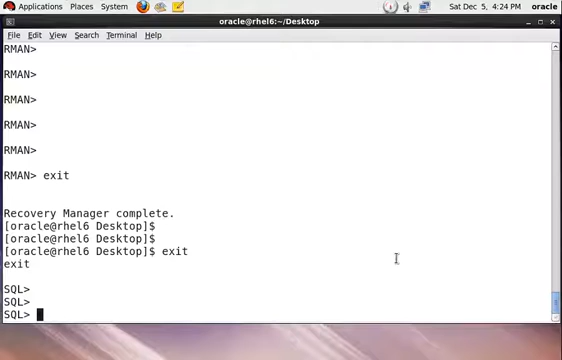 Applications Places System Sat Dec 5, 4:24 PM oracle
oracle@rhel6:~/Desktop
File Edit View Search Terminal Help
RMAN>
RMAN>
RMAN>
RMAN>
RMAN>
RMAN> exit
Recovery Manager complete.
[oracle@rhel6 Desktop]$
[oracle@rhel6 Desktop]$
[oracle@rhel6 Desktop]$ exit
exit
SQL>
SQL>
SQL>